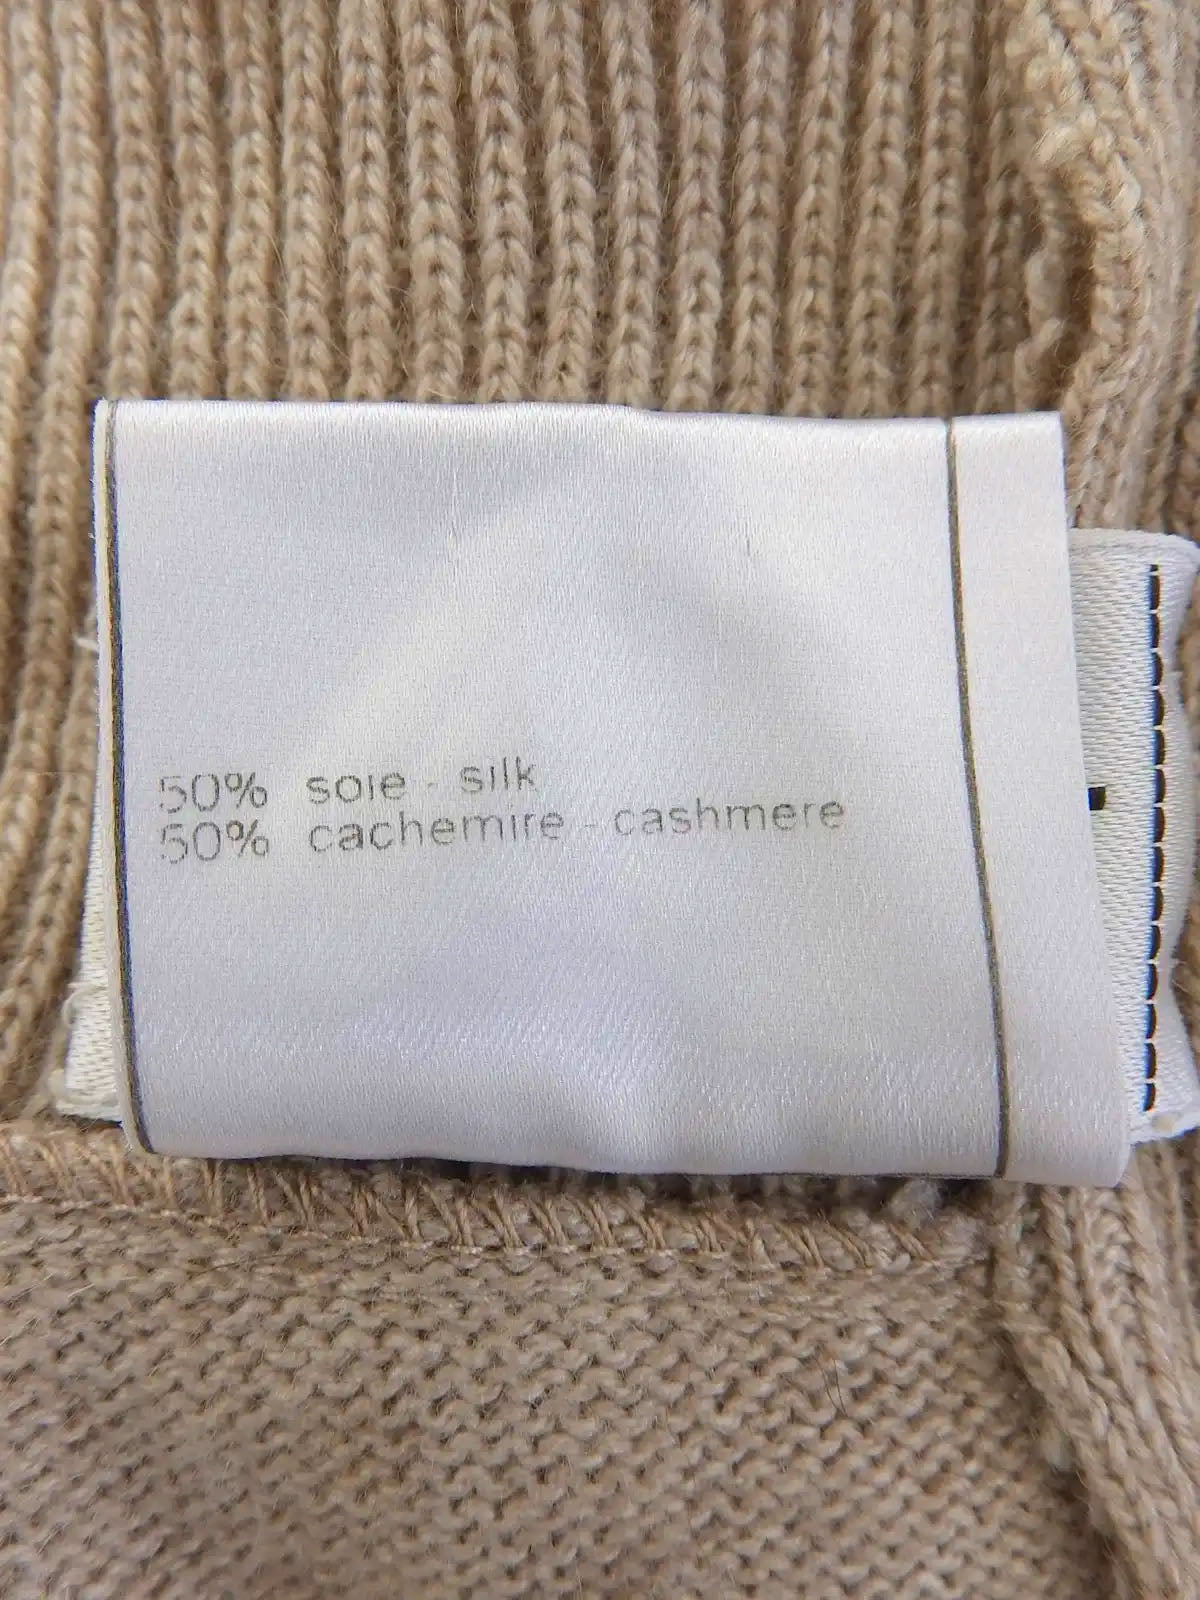 50% soie - silk
50% cachemire - cashmere